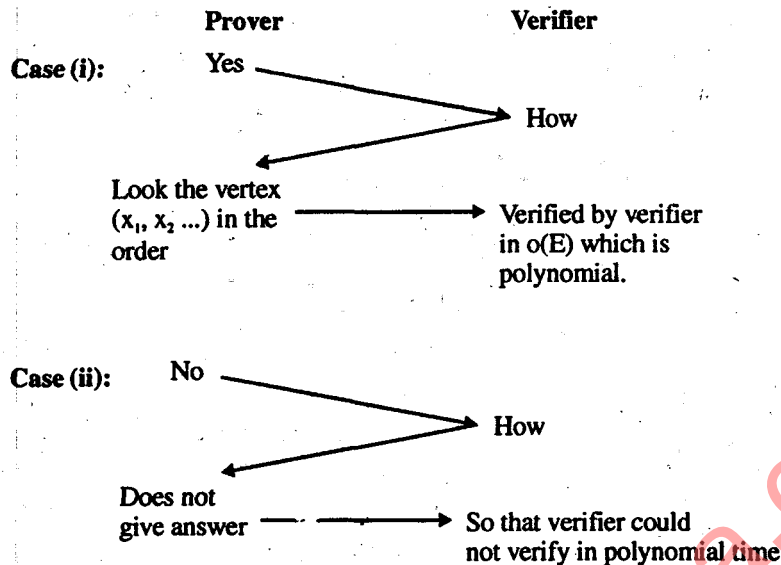 Prover Verifier
Case (i): Yes
How
Look the vertex
(x₁, x₂ ...) in the
order
Verified by verifier
in o(E) which is
polynomial.
Case (ii): No
How
Does not
give answer
So that verifier could
not verify in polynomial time